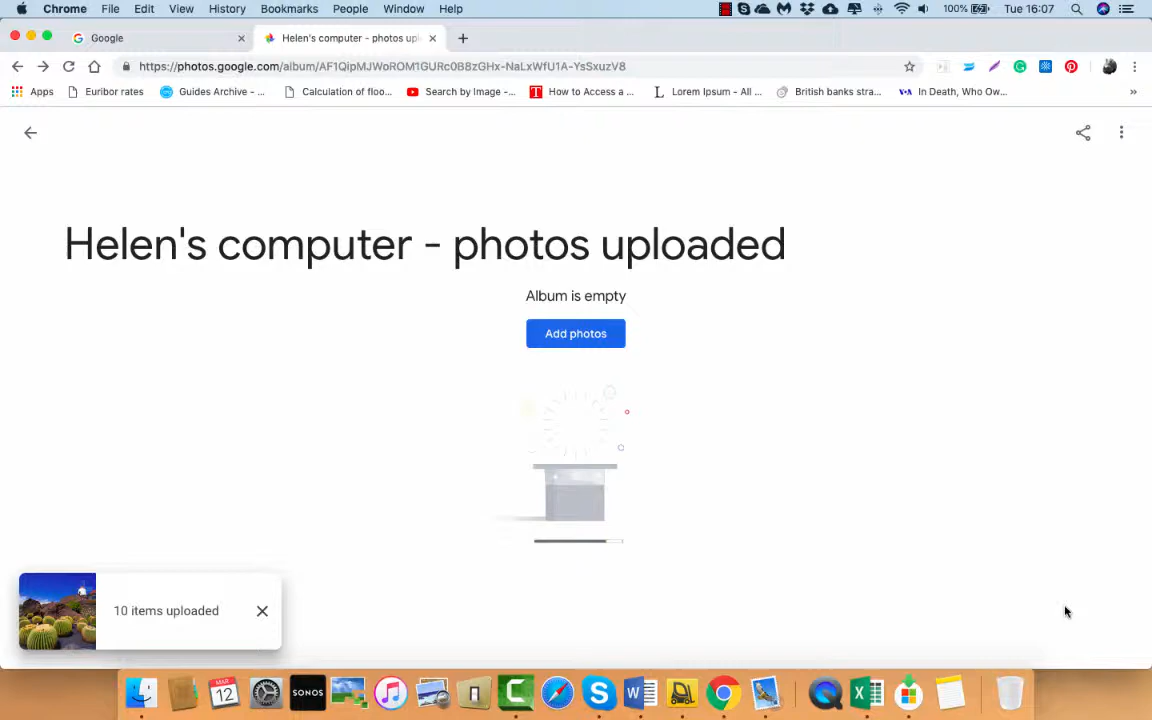 Chrome File Edit View History Bookmarks People Window Help 100% Tue 16:07
Google Helen's computer - photos upl
https://photos.google.com/album/AF1QipMJWoROM1GURc0B8zGHx-NaLxWfU1A-YsSxuzV8
Apps Euribor rates Guides Archive - ... Calculation of floo... Search by Image -... How to Access a ... Lorem Ipsum - All ... British banks stra... In Death, Who Ow... »
Helen's computer - photos uploaded
Album is empty
Add photos
10 items uploaded
MAR
12
SONOS